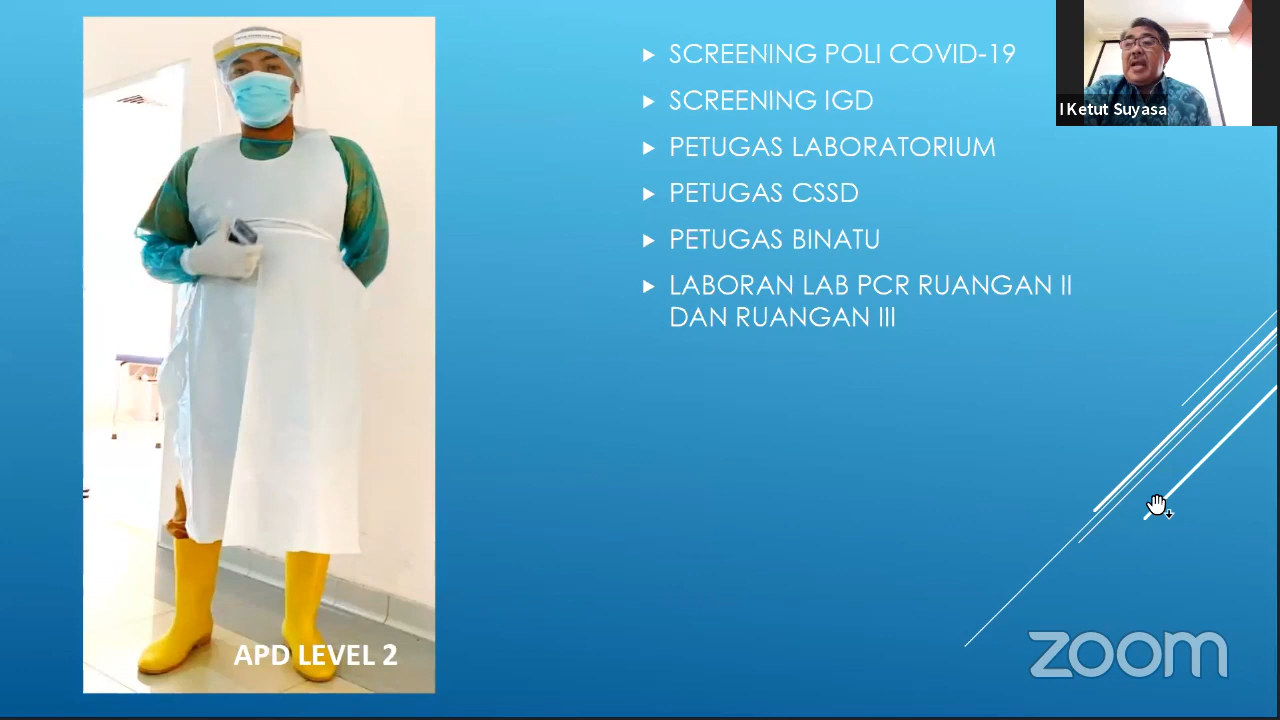 SCREENING POLI COVID-19
SCREENING IGD
PETUGAS LABORATORIUM
PETUGAS CSSD
PETUGAS BINATU
LABORAN LAB PCR RUANGAN II
DAN RUANGAN III
I Ketut Suyasa
APD LEVEL 2
zoom